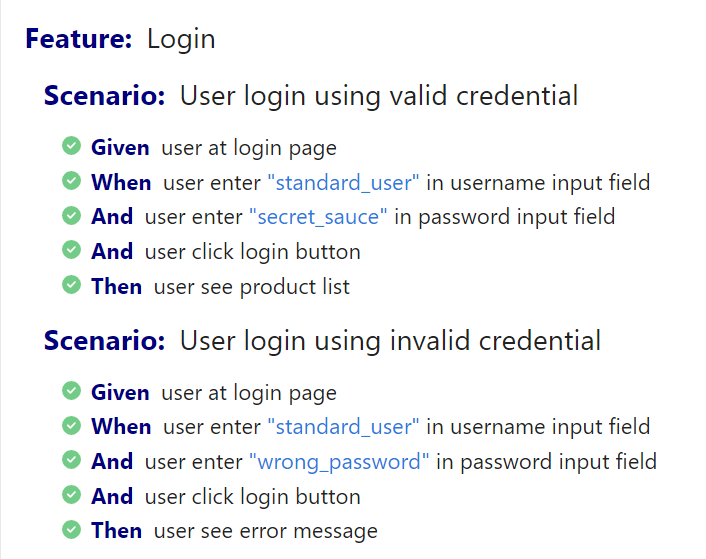 Feature: Login
Scenario: User login using valid credential
Given user at login page
When user enter "standard_user" in username input field
And user enter "secret_sauce" in password input field
And user click login button
Then user see product list
Scenario: User login using invalid credential
Given user at login page
When user enter "standard_user" in username input field
And user enter "wrong_password" in password input field
And user click login button
Then user see error message